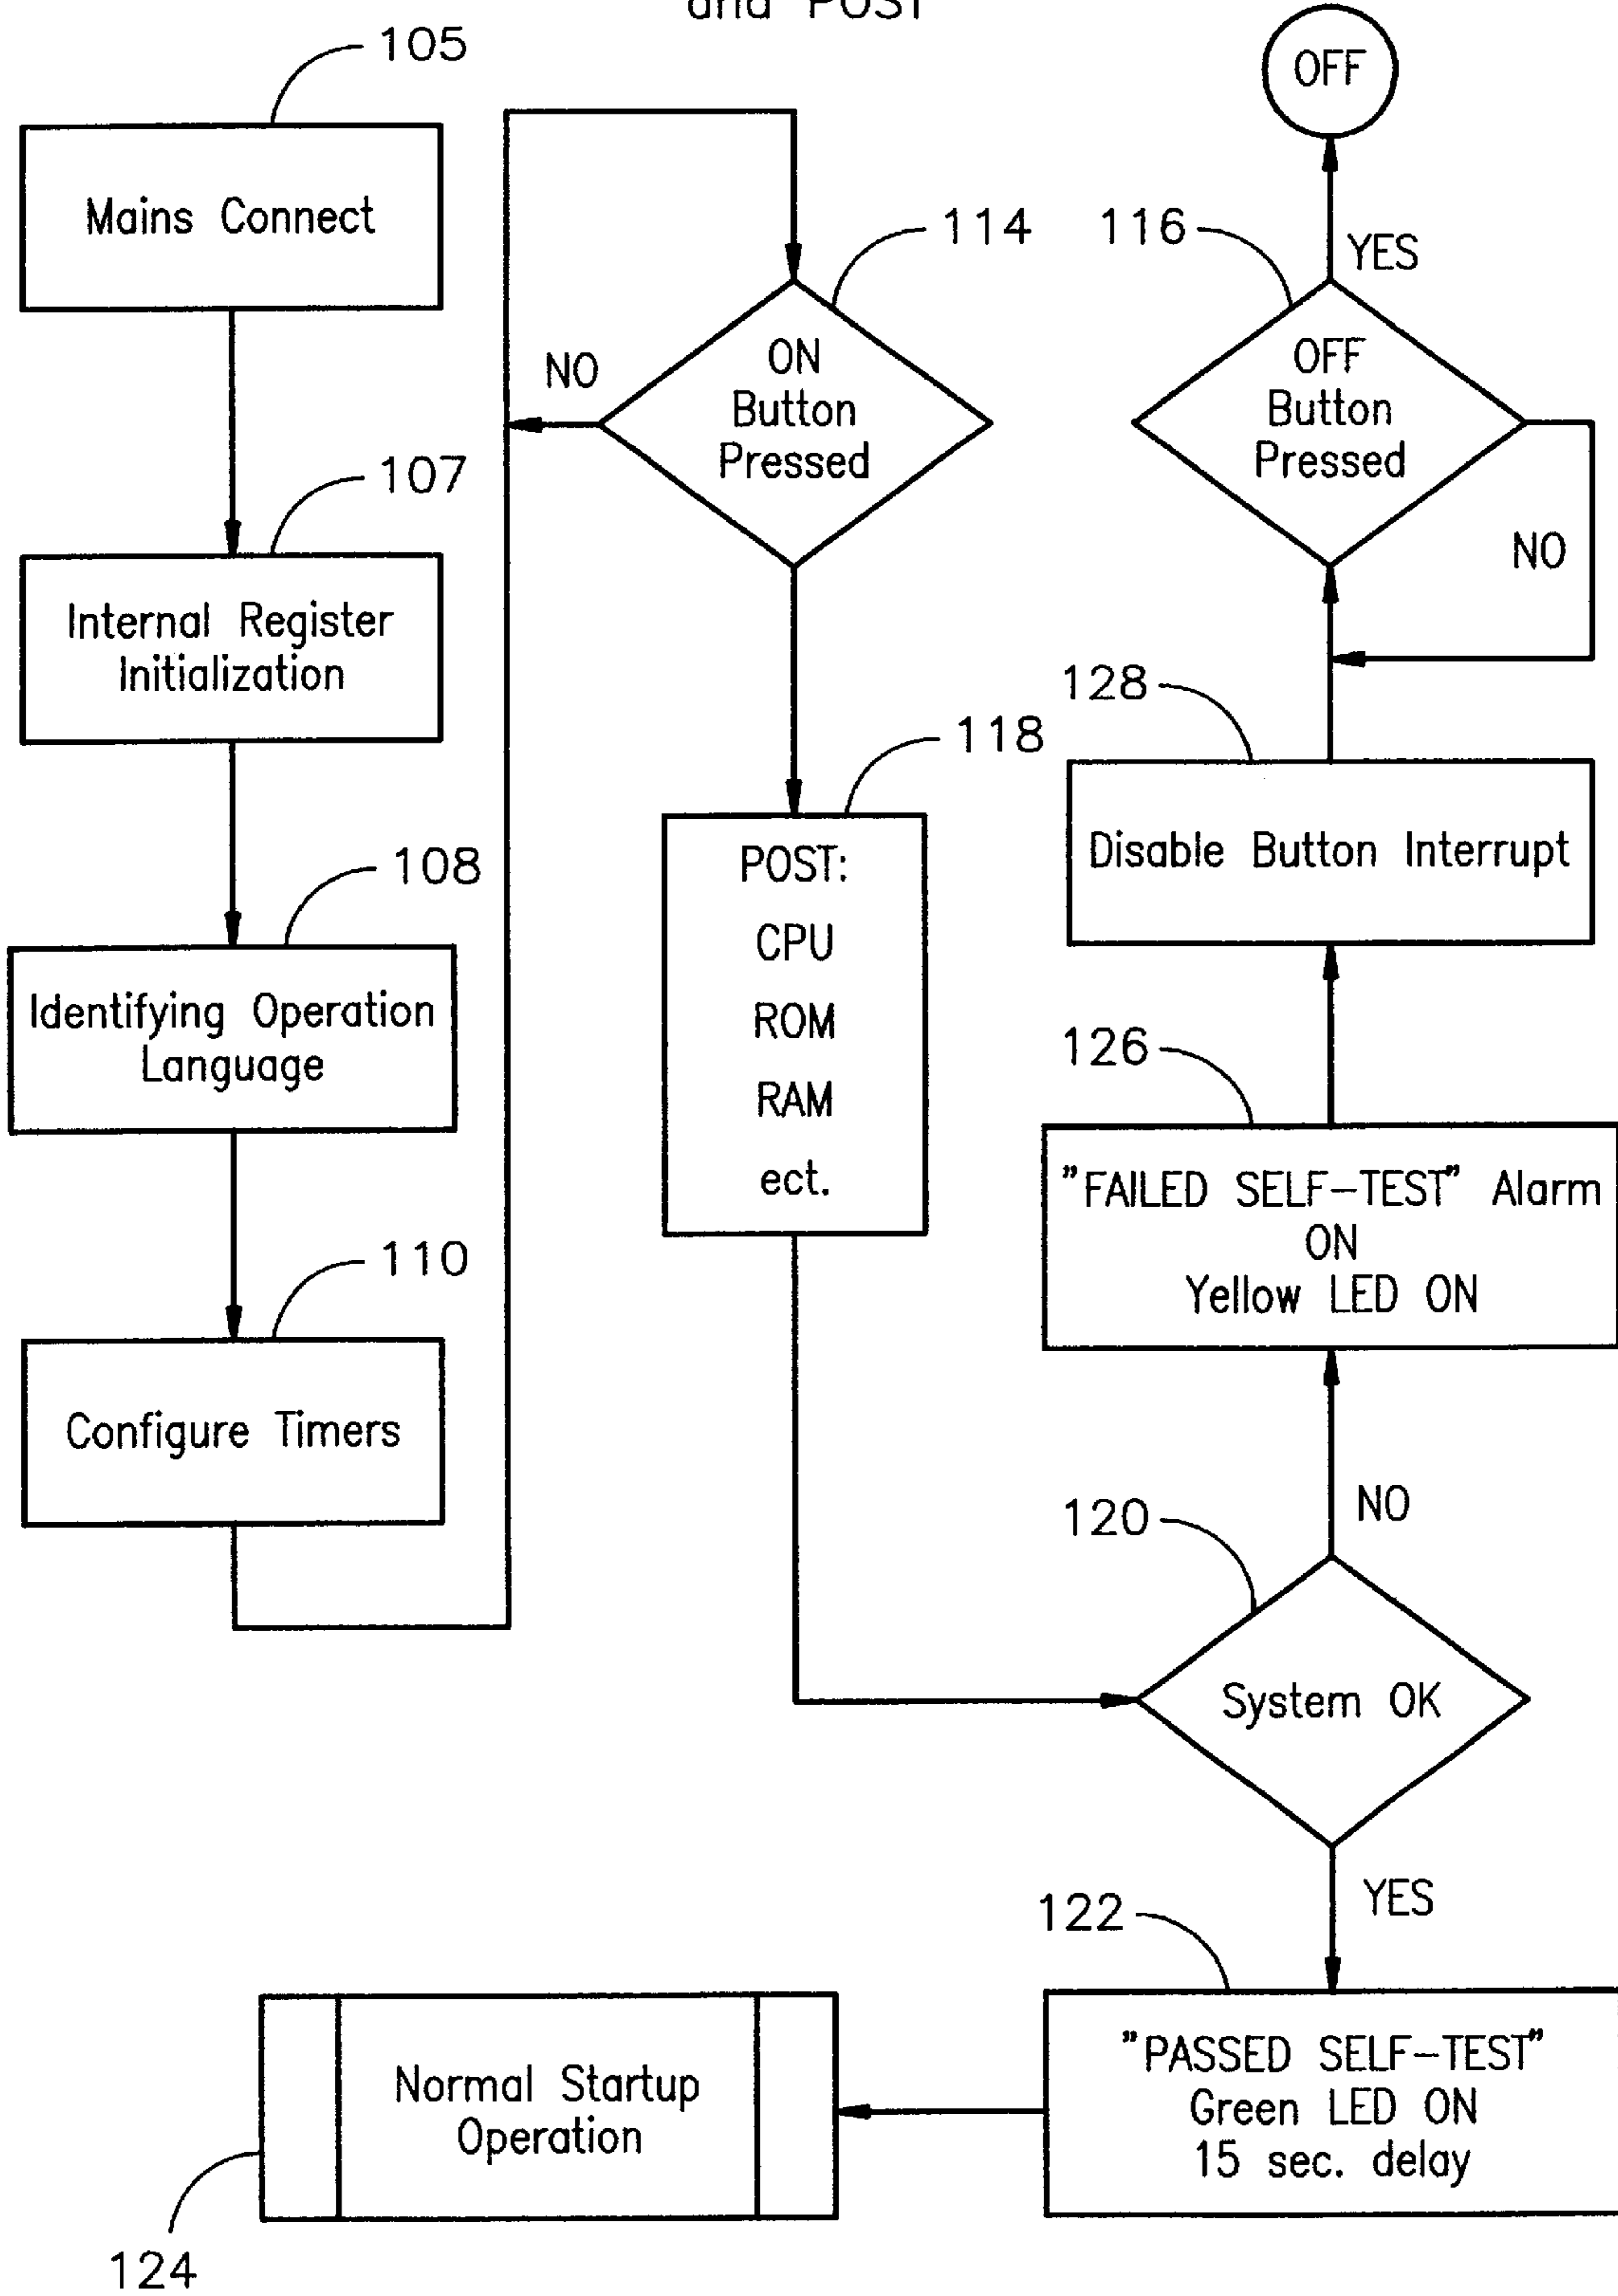 and POST
105
Mains Connect
107
Internal Register
Initialization
108
Identifying Operation
Language
110
Configure Timers
114
ON
Button
Pressed
NO
118
POST:
CPU
ROM
RAM
ect.
OFF
116
YES
OFF
Button
Pressed
NO
128
Disable Button Interrupt
126
"FAILED SELF-TEST" Alarm
ON
Yellow LED ON
NO
120
System OK
YES
122
"PASSED SELF-TEST"
Green LED ON
15 sec. delay
Normal Startup
Operation
124